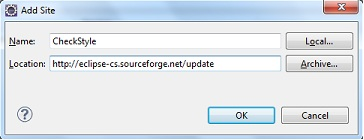 Add Site
Name: CheckStyle Local...
Location: http://eclipse-cs.sourceforge.net/update Archive...
? OK Cancel